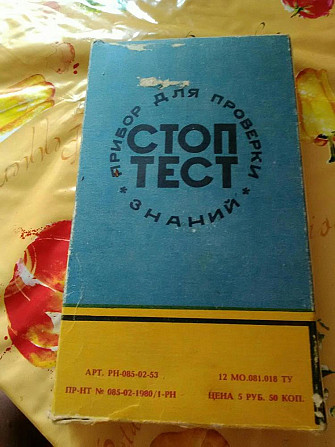 ПРИБОР ДЛЯ ПРОВЕРКИ
СТОП
ТЕСТ
* ЗНАНИЙ *
АРТ. РН-085-02-53
12 МО.081.018 ТУ
ПР-НТ № 085-02-1980/1-РН
ЦЕНА 5 РУБ. 50 КОП.